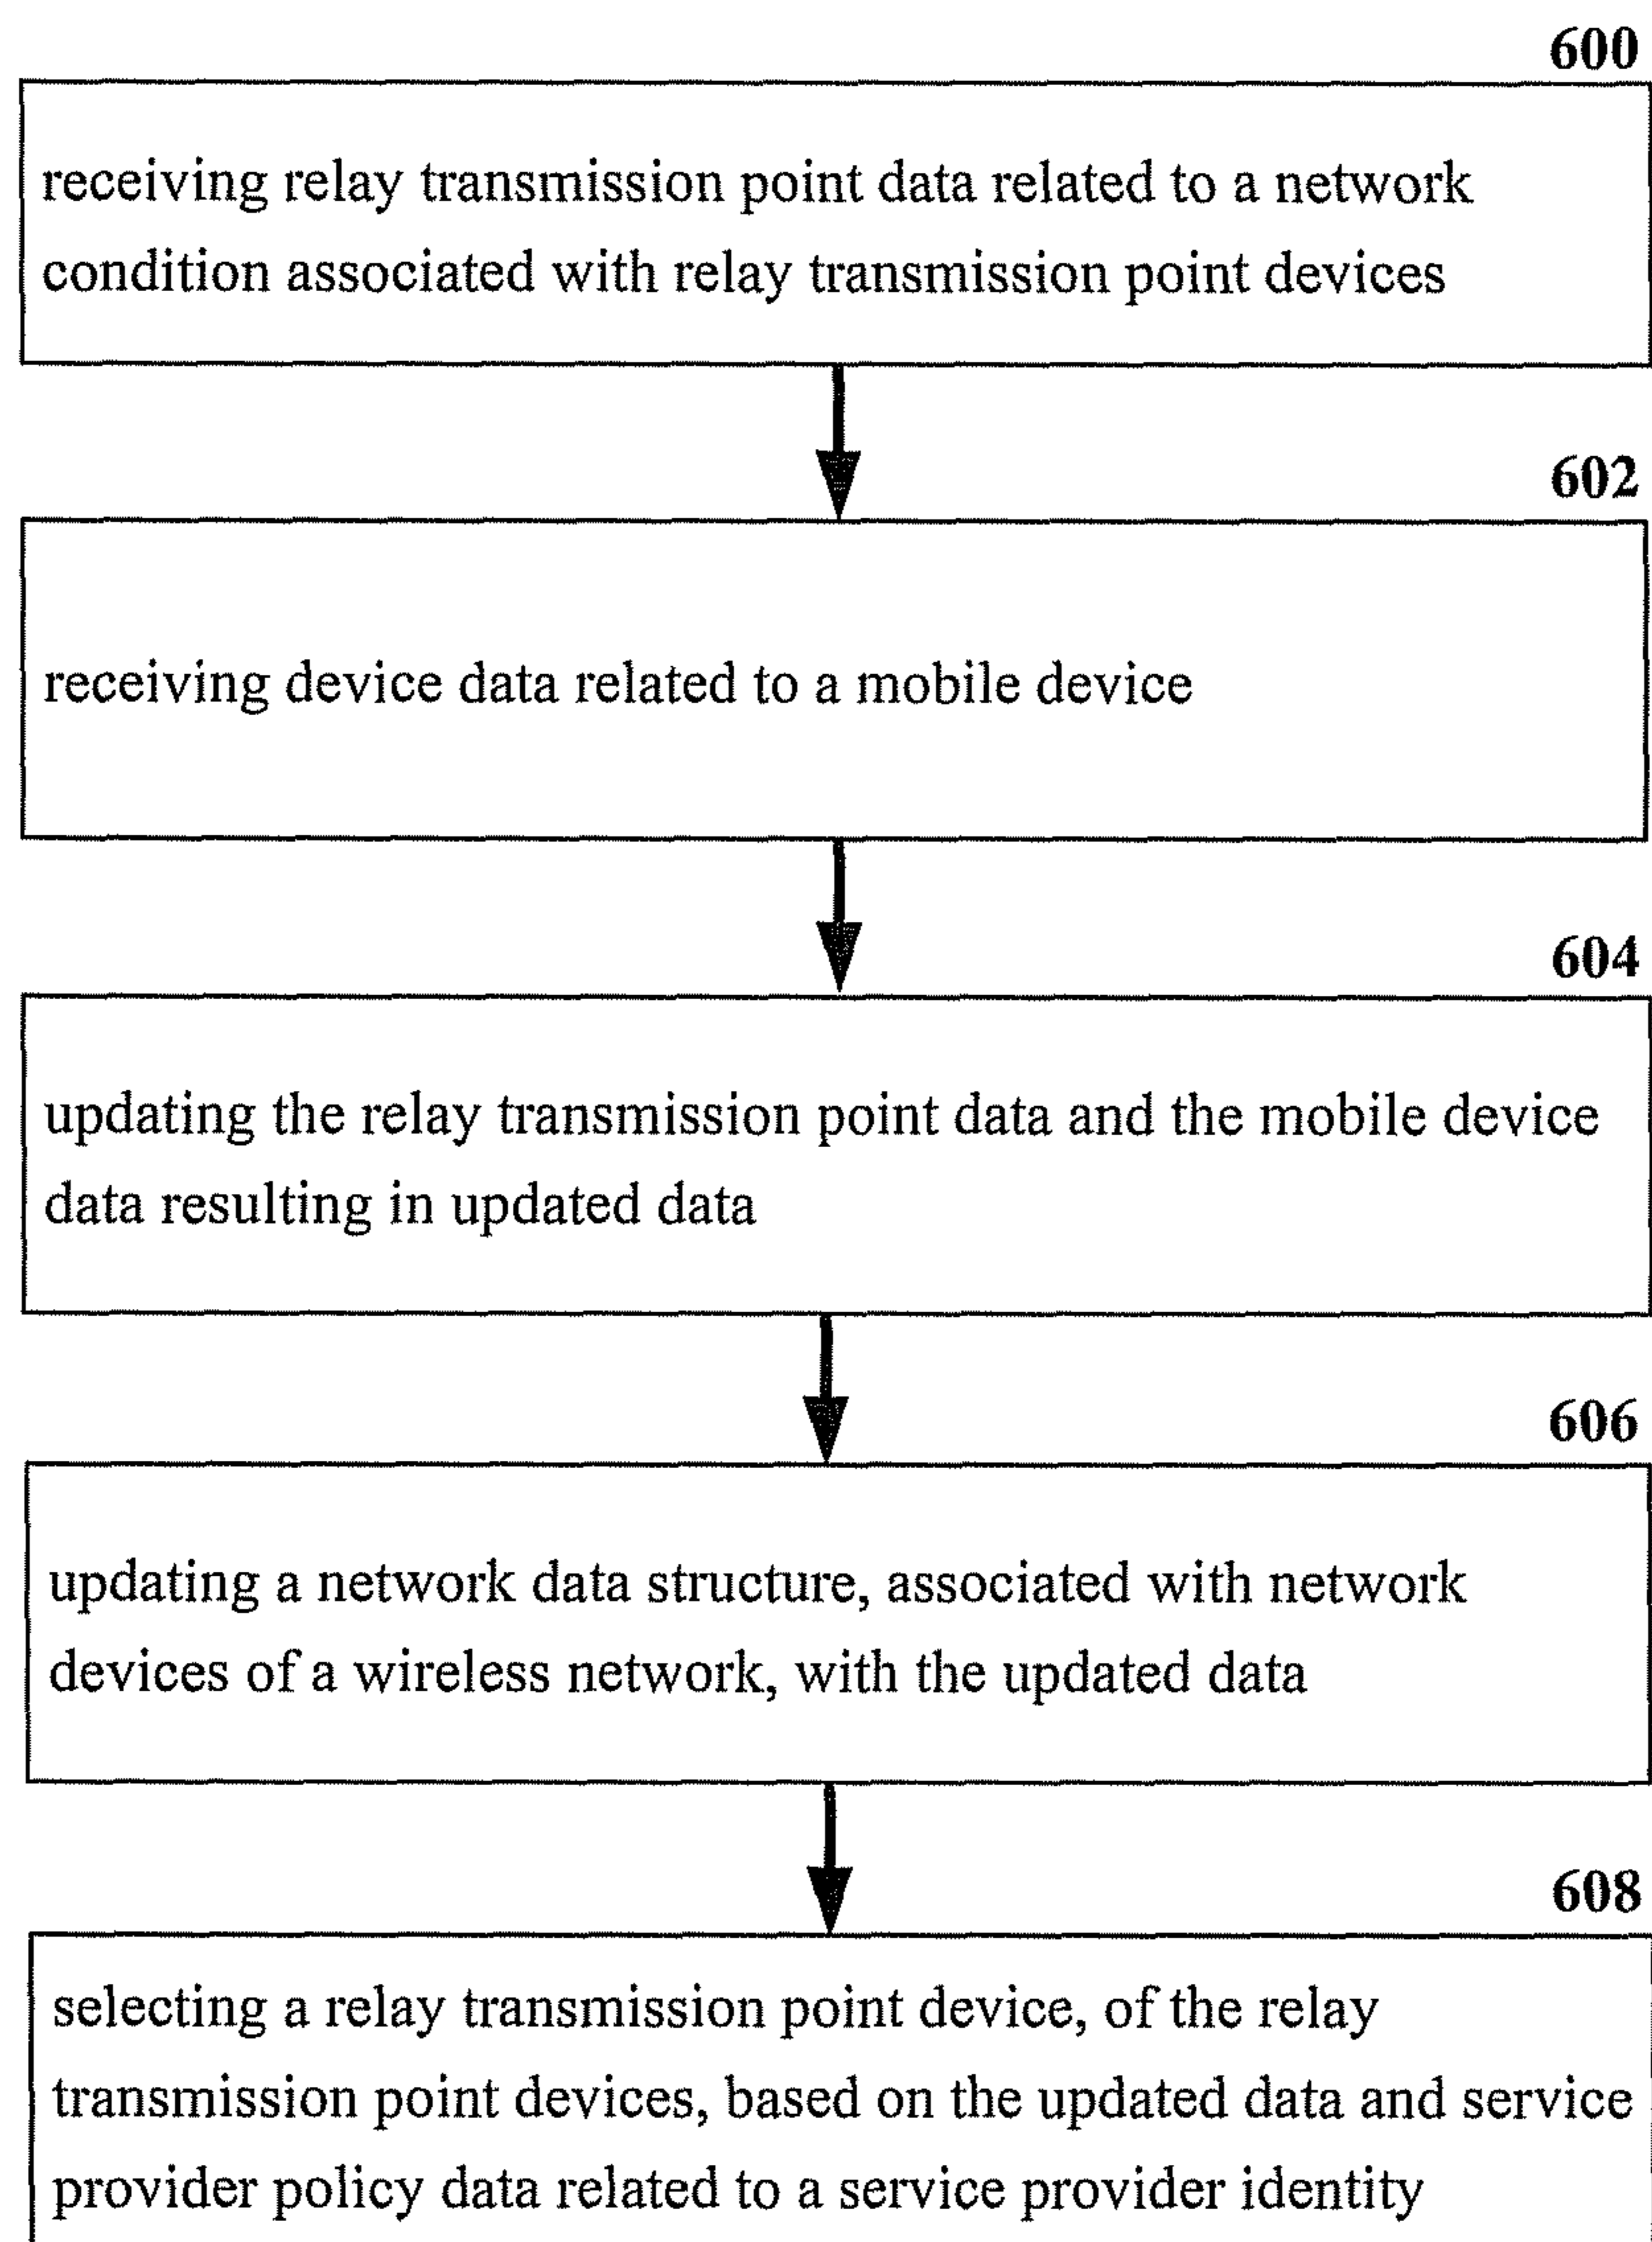 600
receiving relay transmission point data related to a network
condition associated with relay transmission point devices
602
receiving device data related to a mobile device
604
updating the relay transmission point data and the mobile device
data resulting in updated data
606
updating a network data structure, associated with network
devices of a wireless network, with the updated data
608
selecting a relay transmission point device, of the relay
transmission point devices, based on the updated data and service
provider policy data related to a service provider identity